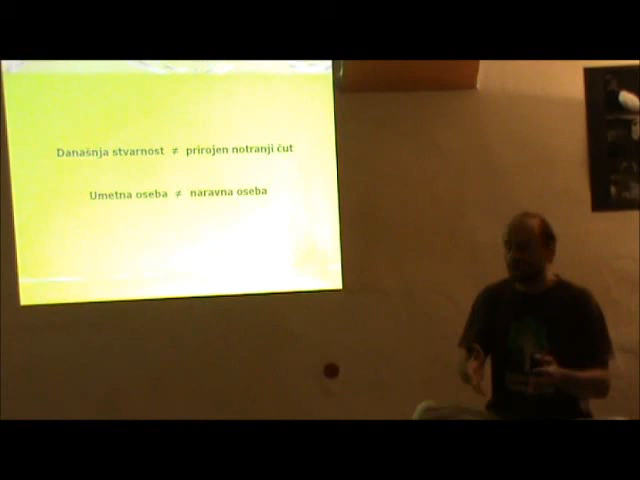 Današnja stvarnost ≠ prirojen notranji čut
Umetna oseba ≠ naravna oseba